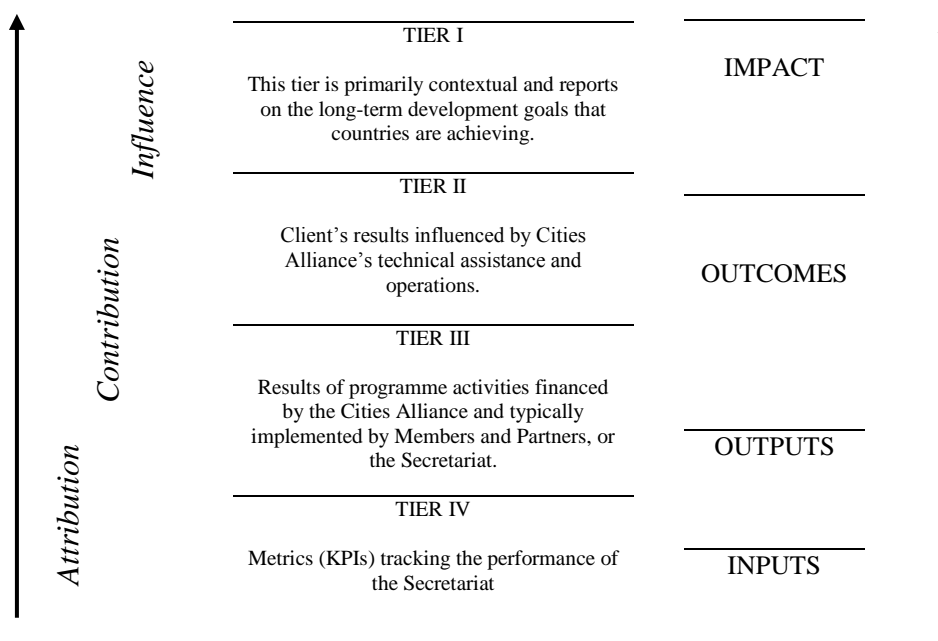 TIER I
This tier is primarily contextual and reports
on the long-term development goals that
countries are achieving.
TIER II
Client's results influenced by Cities
Alliance's technical assistance and
operations.
TIER III
Results of programme activities financed
by the Cities Alliance and typically
implemented by Members and Partners, or
the Secretariat.
TIER IV
Metrics (KPIs) tracking the performance of
the Secretariat
Influence
Contribution
Attribution
IMPACT
OUTCOMES
OUTPUTS
INPUTS